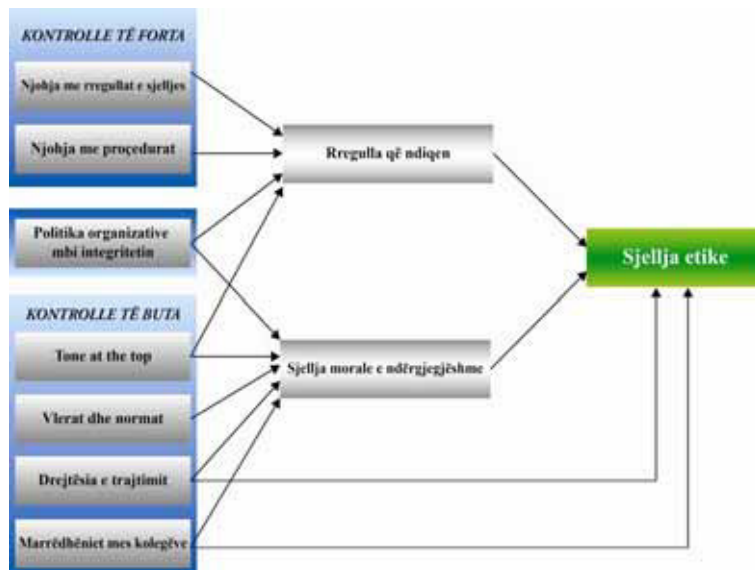 KONTROLLE TË FORTA
Njohja me rregullat e sjelljes
Njohja me proçedurat
Politika organizative
mbi integritetin
KONTROLLE TË BUTA
Tone at the top
Vlerat dhe normat
Drejtësia e trajtimit
Marrëdhëniet mes kolegëve
Rregulla që ndiqen
Sjellja morale e ndërgjegjëshme
Sjellja etike